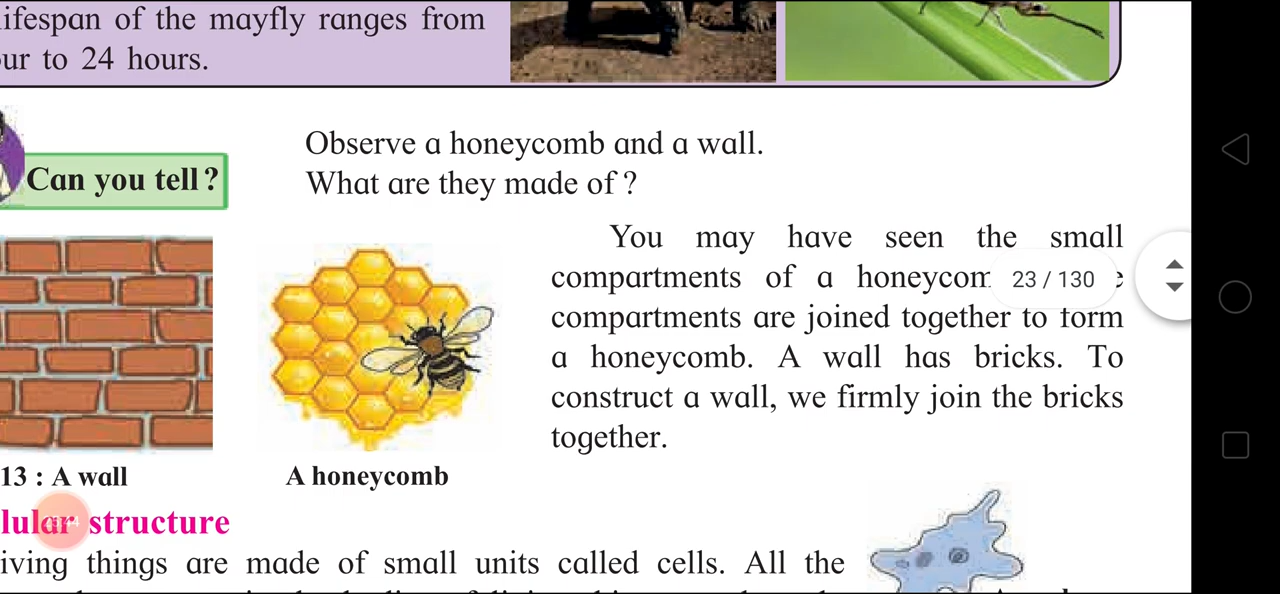 lifespan of the mayfly ranges from
our to 24 hours.
Observe a honeycomb and a wall.
What are they made of ?
Can you tell ?
You may have seen the small
compartments of a honeycom
23 / 130
compartments are joined together to form
a honeycomb. A wall has bricks. To
construct a wall, we firmly join the bricks
together.
13 : A wall
A honeycomb
lular structure
iving things are made of small units called cells. All the